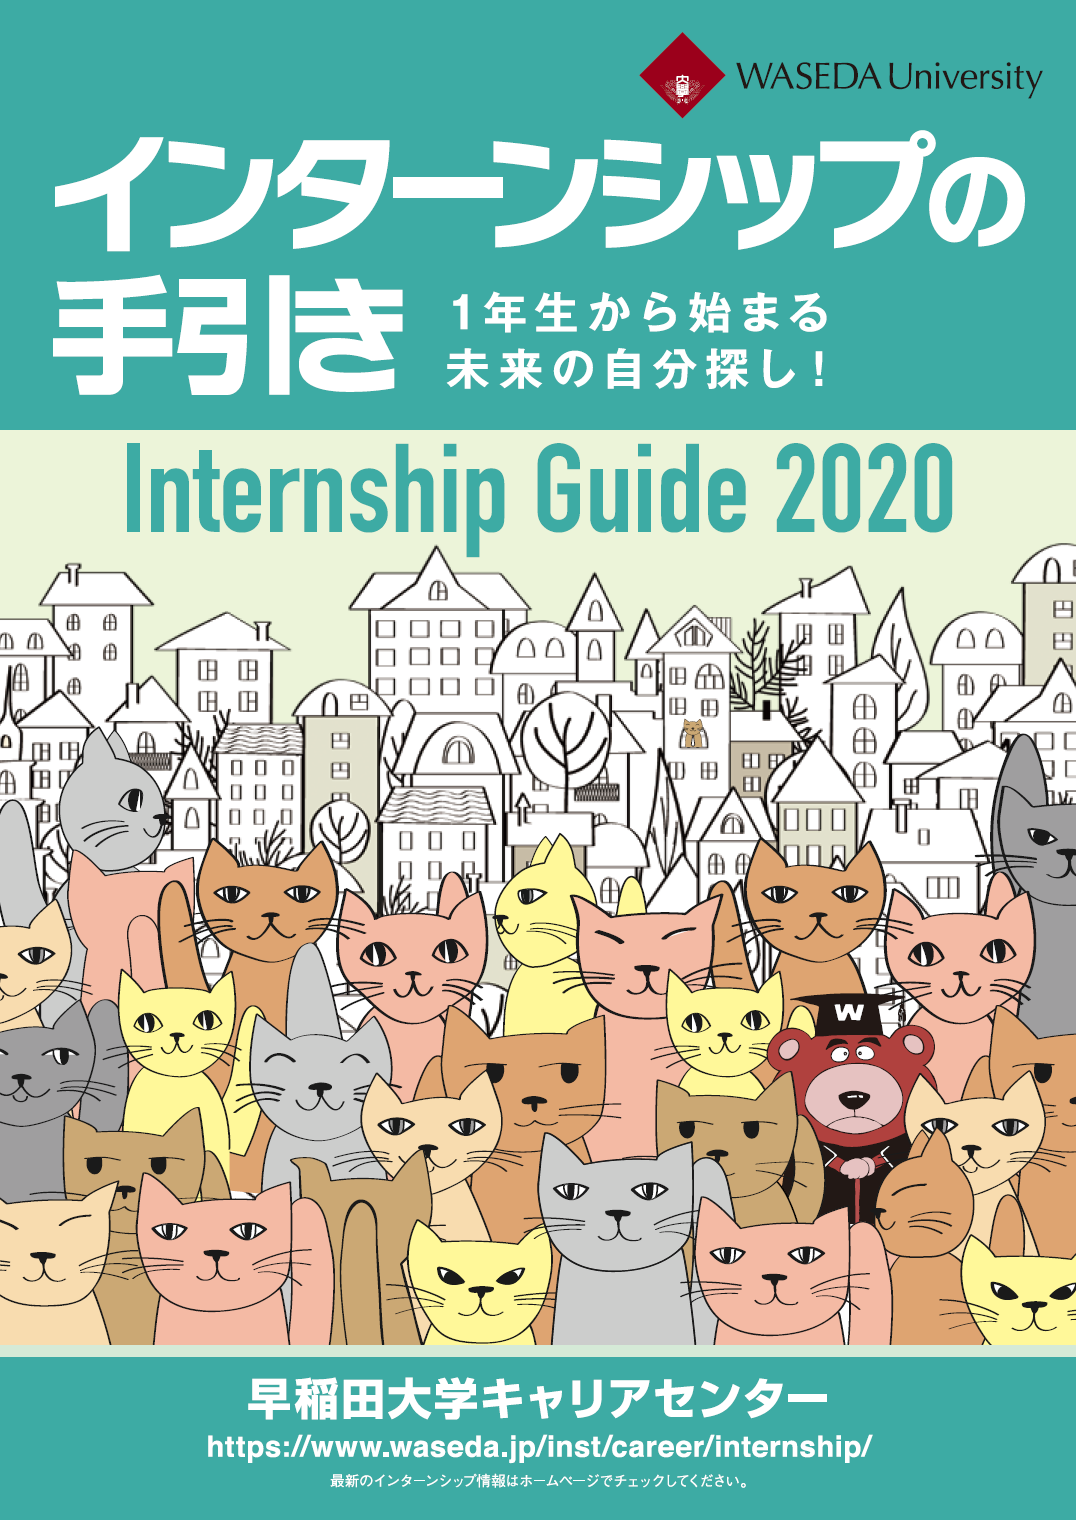 WASEDA University
インターンシップの
手引き
1年生から始まる
未来の自分探し!
Internship Guide 2020
W
早稲田大学キャリアセンター
https://www.waseda.jp/inst/career/internship/
最新のインターンシップ情報はホームページでチェックしてください。